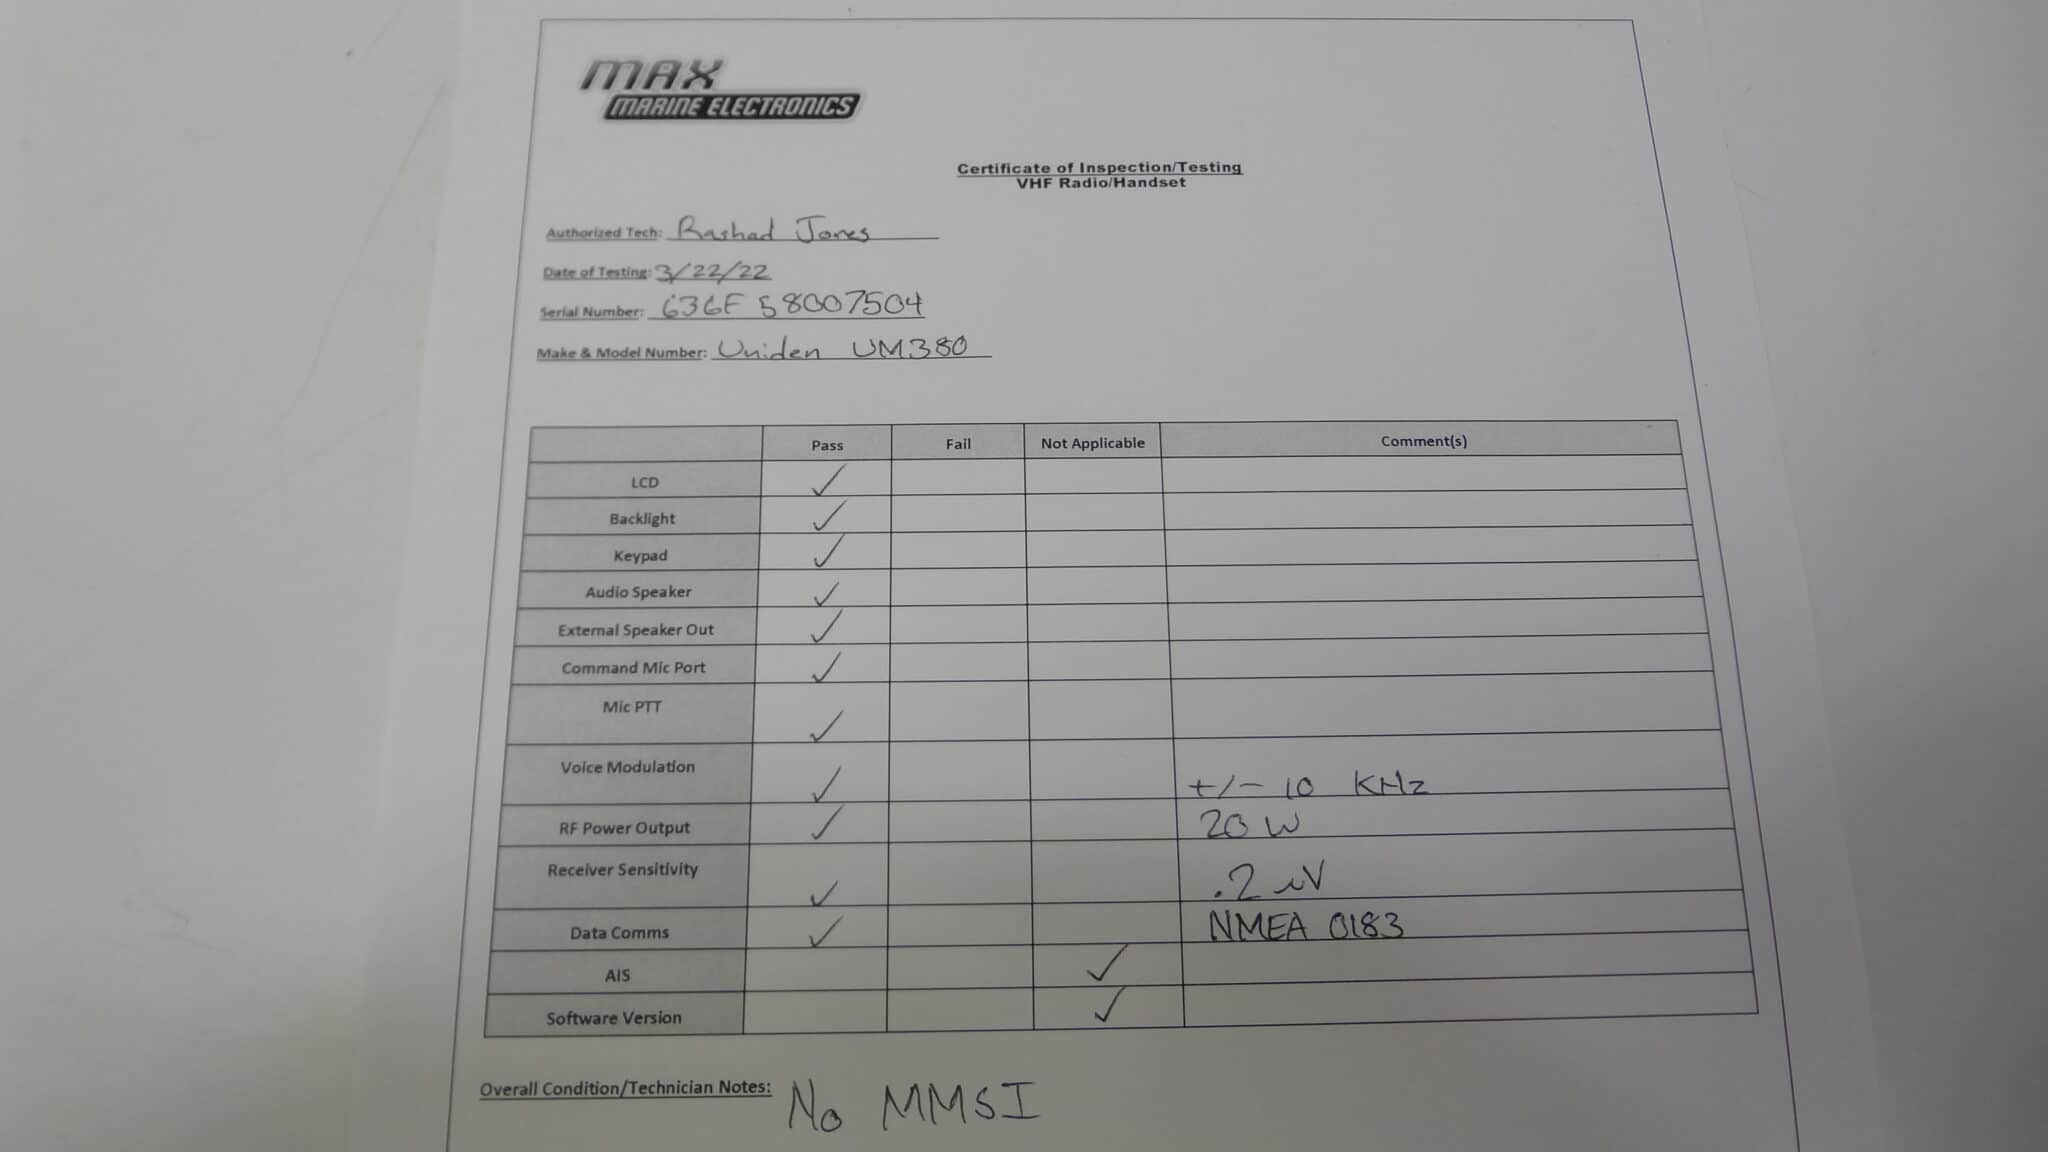 MAX
MARINE ELECTRONICS
Certificate of Inspection/Testing
VHF Radio/Handset
Authorized Tech: Rashad Jones
Date of Testing: 3/22/22
Serial Number: 636F58007504
Make & Model Number: Uniden UM380
Pass Fail Not Applicable Comment(s)
LCD ✓
Backlight ✓
Keypad ✓
Audio Speaker ✓
External Speaker Out ✓
Command Mic Port ✓
Mic PTT ✓
Voice Modulation ✓ +/- 10 KHz
RF Power Output ✓ 20 W
Receiver Sensitivity ✓ .2 uV
Data Comms ✓ NMEA 0183
AIS ✓
Software Version ✓
Overall Condition/Technician Notes: No MMSI